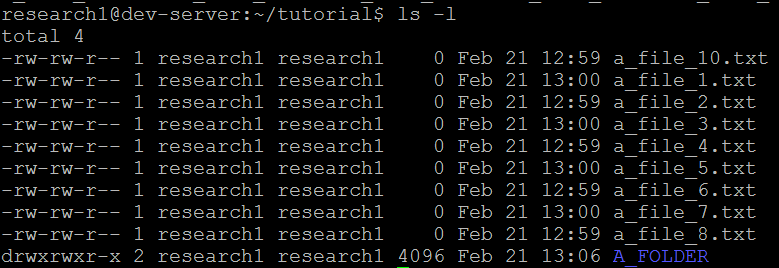 research1@dev-server:~/tutorial$ ls -l
total 4
-rw-rw-r-- 1 research1 research1    0 Feb 21 12:59 a_file_10.txt
-rw-rw-r-- 1 research1 research1    0 Feb 21 13:00 a_file_1.txt
-rw-rw-r-- 1 research1 research1    0 Feb 21 12:59 a_file_2.txt
-rw-rw-r-- 1 research1 research1    0 Feb 21 13:00 a_file_3.txt
-rw-rw-r-- 1 research1 research1    0 Feb 21 12:59 a_file_4.txt
-rw-rw-r-- 1 research1 research1    0 Feb 21 13:00 a_file_5.txt
-rw-rw-r-- 1 research1 research1    0 Feb 21 12:59 a_file_6.txt
-rw-rw-r-- 1 research1 research1    0 Feb 21 13:00 a_file_7.txt
-rw-rw-r-- 1 research1 research1    0 Feb 21 12:59 a_file_8.txt
drwxrwxr-x 2 research1 research1 4096 Feb 21 13:06 A_FOLDER